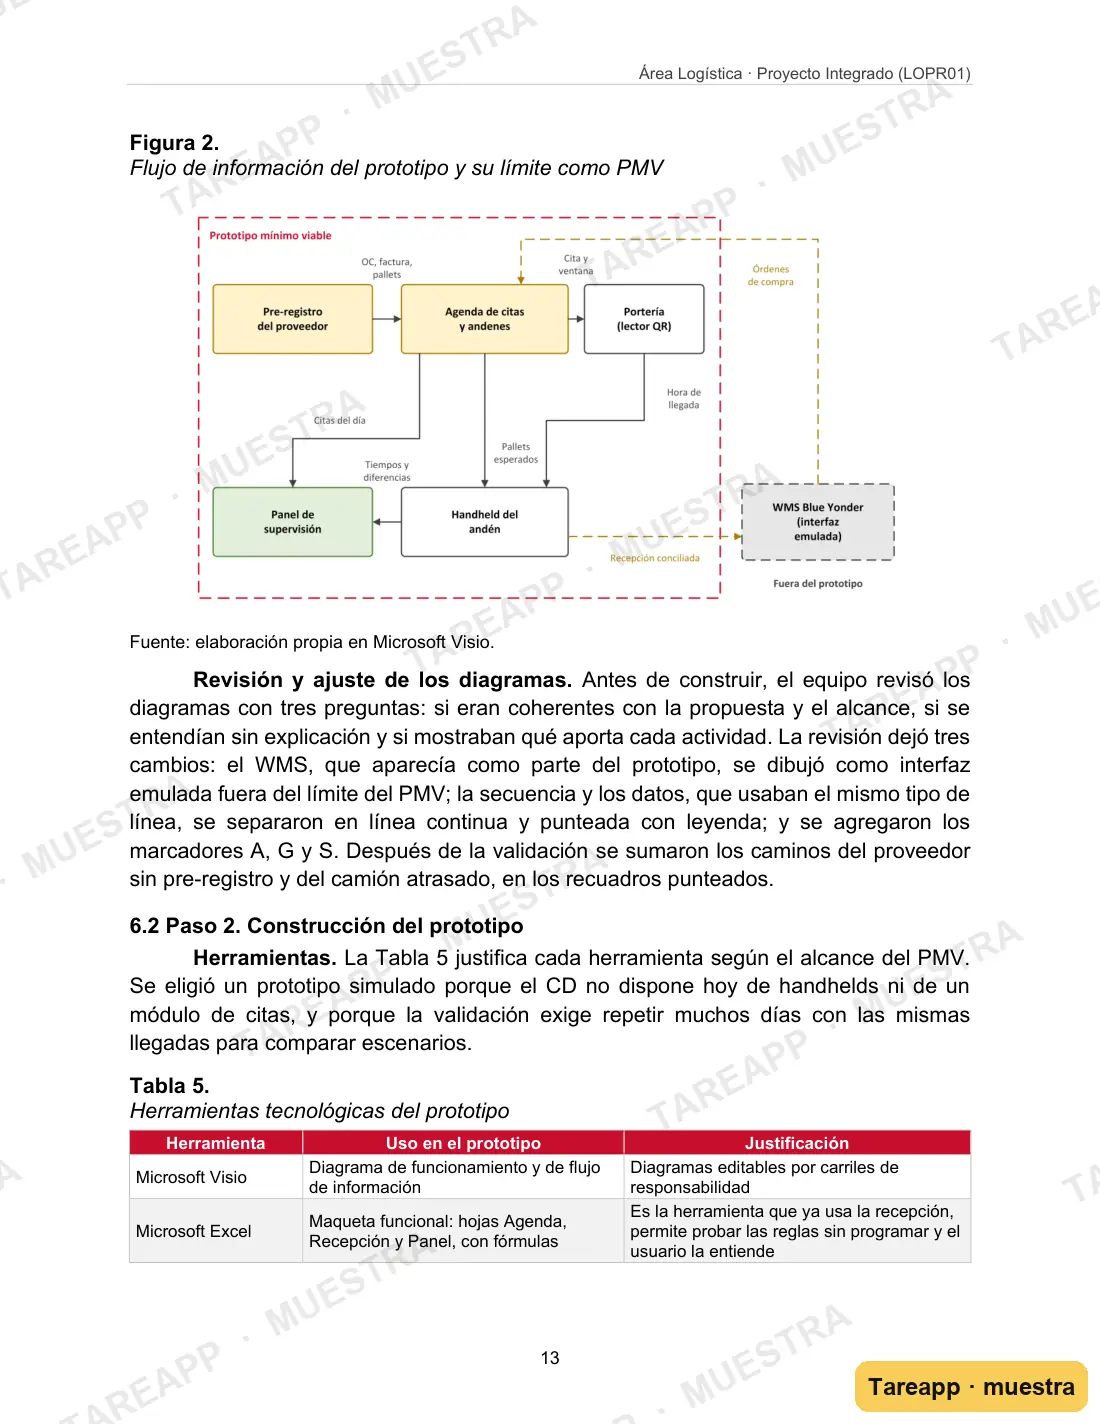 Área Logística · Proyecto Integrado (LOPR01)
Figura 2.
Flujo de información del prototipo y su límite como PMV
Prototipo mínimo viable
OC, factura,
pallets
Cita y
ventana
Órdenes
de compra
Pre-registro
del proveedor
Agenda de citas
y andenes
Portería
(lector QR)
Hora de
llegada
Citas del día
Pallets
esperados
Tiempos y
diferencias
Panel de
supervisión
Handheld del
andén
WMS Blue Yonder
(interfaz
emulada)
Recepción conciliada
Fuera del prototipo
Fuente: elaboración propia en Microsoft Visio.
Revisión y ajuste de los diagramas. Antes de construir, el equipo revisó los
diagramas con tres preguntas: si eran coherentes con la propuesta y el alcance, si se
entendían sin explicación y si mostraban qué aporta cada actividad. La revisión dejó tres
cambios: el WMS, que aparecía como parte del prototipo, se dibujó como interfaz
emulada fuera del límite del PMV; la secuencia y los datos, que usaban el mismo tipo de
línea, se separaron en línea continua y punteada con leyenda; y se agregaron los
marcadores A, G y S. Después de la validación se sumaron los caminos del proveedor
sin pre-registro y del camión atrasado, en los recuadros punteados.
6.2 Paso 2. Construcción del prototipo
Herramientas. La Tabla 5 justifica cada herramienta según el alcance del PMV.
Se eligió un prototipo simulado porque el CD no dispone hoy de handhelds ni de un
módulo de citas, y porque la validación exige repetir muchos días con las mismas
llegadas para comparar escenarios.
Tabla 5.
Herramientas tecnológicas del prototipo
Herramienta Uso en el prototipo Justificación
Microsoft Visio
Diagrama de funcionamiento y de flujo
de información
Diagramas editables por carriles de
responsabilidad
Microsoft Excel
Maqueta funcional: hojas Agenda,
Recepción y Panel, con fórmulas
Es la herramienta que ya usa la recepción,
permite probar las reglas sin programar y el
usuario la entiende
13
Tareapp · muestra
TAREAPP · MUESTRA